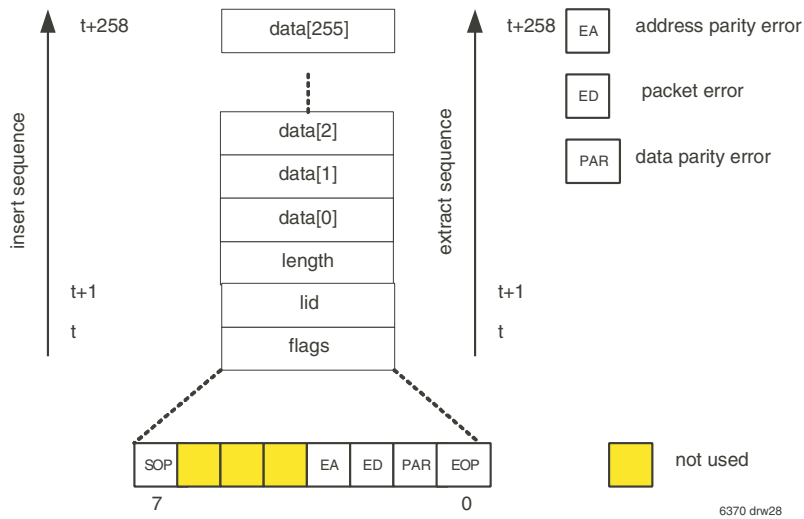 t+258
data[255]
t+258
EA
address parity error
ED
packet error
PAR
data parity error
insert sequence
extract sequence
data[2]
data[1]
data[0]
length
t+1
lid
t+1
t
flags
t
SOP
EA
ED
PAR
EOP
7
0
not used
6370 drw28